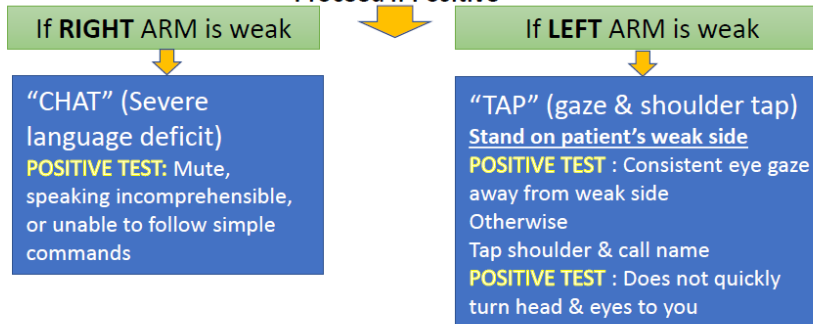 Proceed if Positive
If RIGHT ARM is weak
"CHAT" (Severe
language deficit)
POSITIVE TEST: Mute,
speaking incomprehensible,
or unable to follow simple
commands
If LEFT ARM is weak
"TAP" (gaze & shoulder tap)
Stand on patient's weak side
POSITIVE TEST : Consistent eye gaze
away from weak side
Otherwise
Tap shoulder & call name
POSITIVE TEST : Does not quickly
turn head & eyes to you